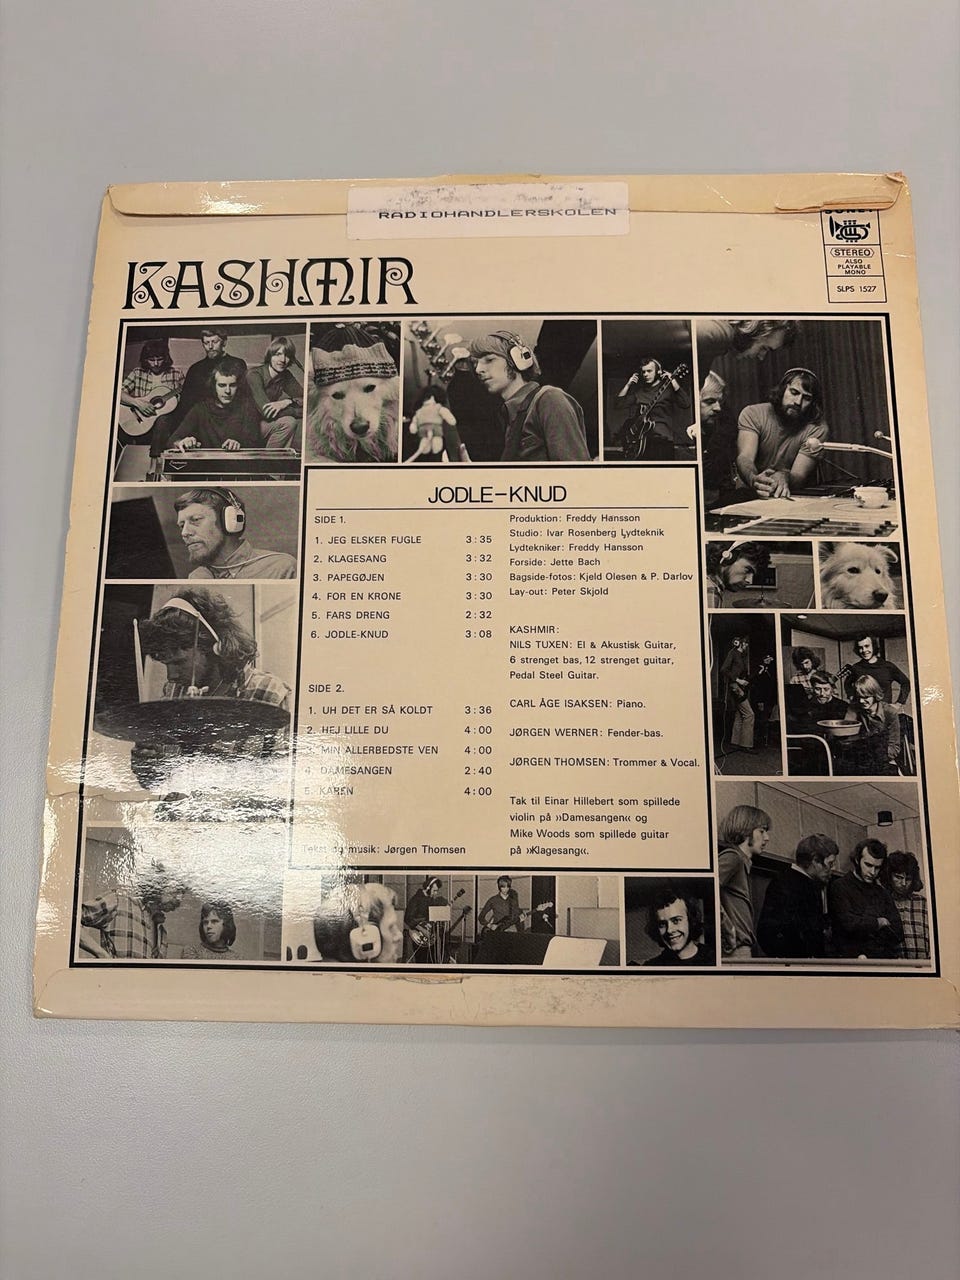 RADIOHANDLERSKOLEN
STEREO
ALSO
PLAYABLE
MONO
SLPS 1527
KASHMIR
JODLE-KNUD
SIDE 1.
1. JEG ELSKER FUGLE 3:35
2. KLAGESANG 3:32
3. PAPEGØJEN 3:30
4. FOR EN KRONE 3:30
5. FARS DRENG 2:32
6. JODLE-KNUD 3:08
SIDE 2.
1. UH DET ER SÅ KOLDT 3:36
2. HEJ LILLE DU 4:00
3. MIN ALLERBEDSTE VEN 4:00
4. DAMESANGEN 2:40
5. KAREN 4:00
Tekst og musik: Jørgen Thomsen
Produktion: Freddy Hansson
Studio: Ivar Rosenberg Lydteknik
Lydtekniker: Freddy Hansson
Forside: Jette Bach
Bagside-fotos: Kjeld Olesen & P. Darlov
Lay-out: Peter Skjold
KASHMIR:
NILS TUXEN: El & Akustisk Guitar,
6 strenget bas, 12 strenget guitar,
Pedal Steel Guitar.
CARL ÅGE ISAKSEN: Piano.
JØRGEN WERNER: Fender-bas.
JØRGEN THOMSEN: Trommer & Vocal.
Tak til Einar Hillebert som spillede
violin på »Damesangen« og
Mike Woods som spillede guitar
på »Klagesang«.